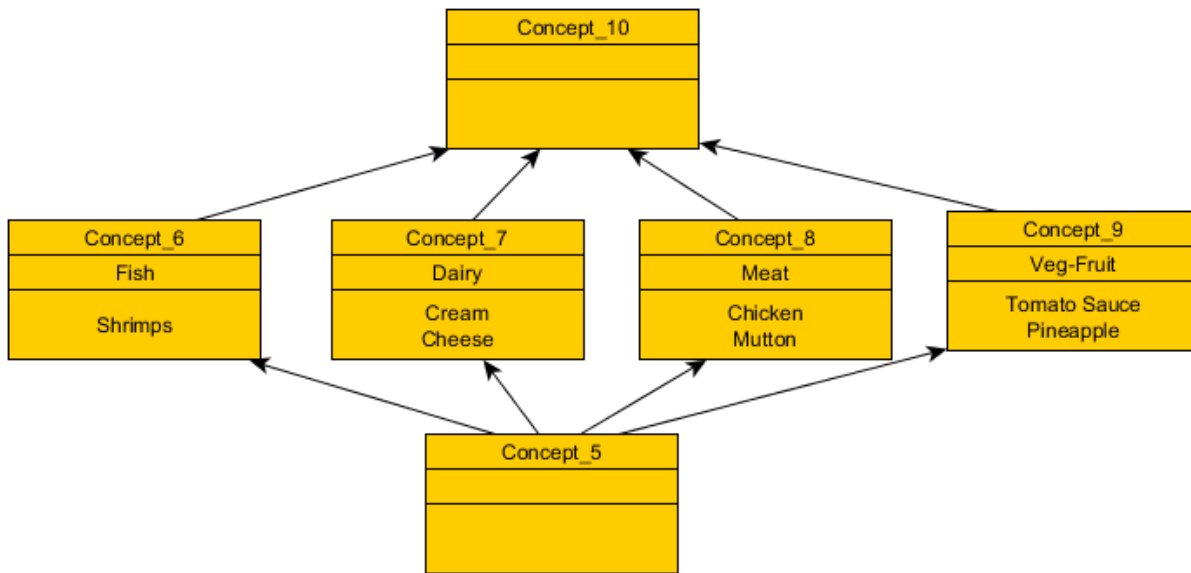 Concept_10
Concept_6
Fish
Shrimps
Concept_7
Dairy
Cream
Cheese
Concept_8
Meat
Chicken
Mutton
Concept_9
Veg-Fruit
Tomato Sauce
Pineapple
Concept_5